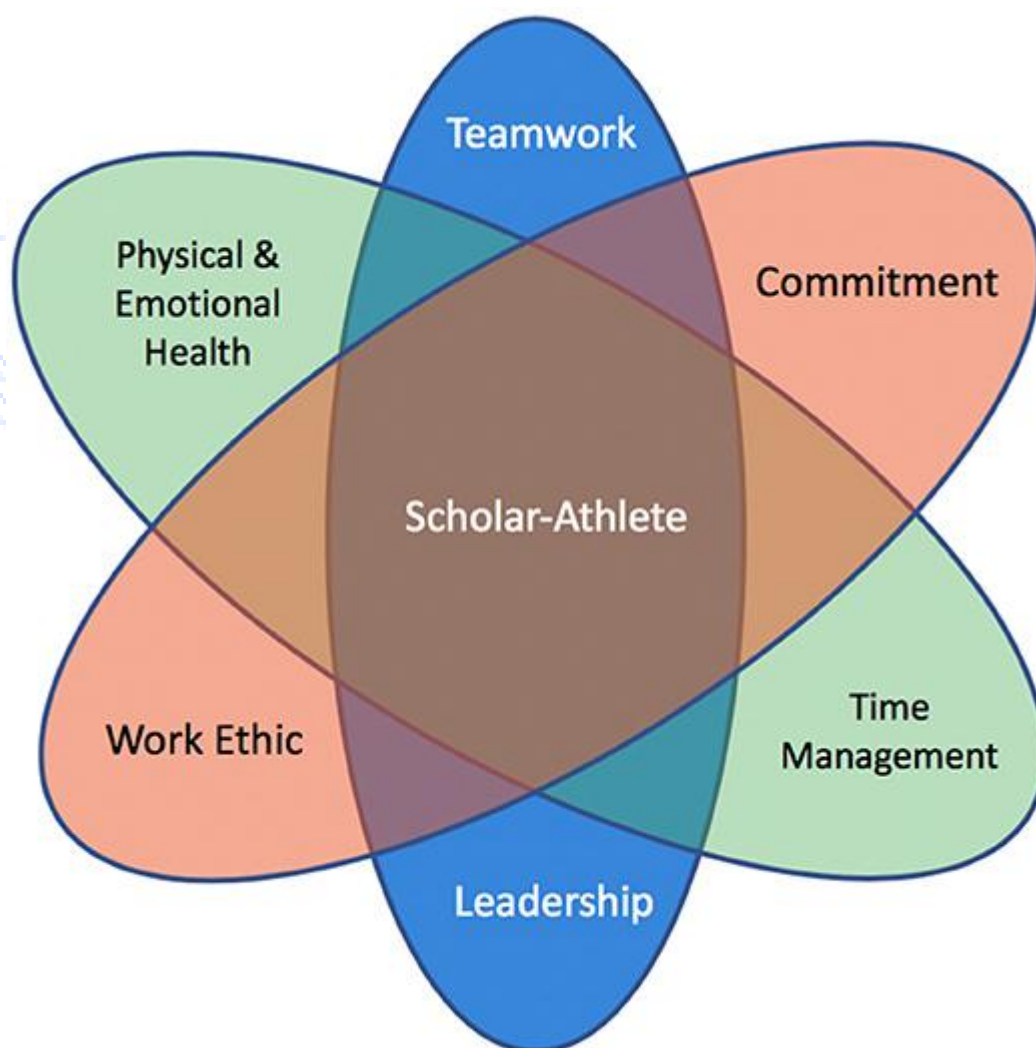 Teamwork
Physical &
Emotional
Health
Commitment
Scholar-Athlete
Work Ethic
Time
Management
Leadership